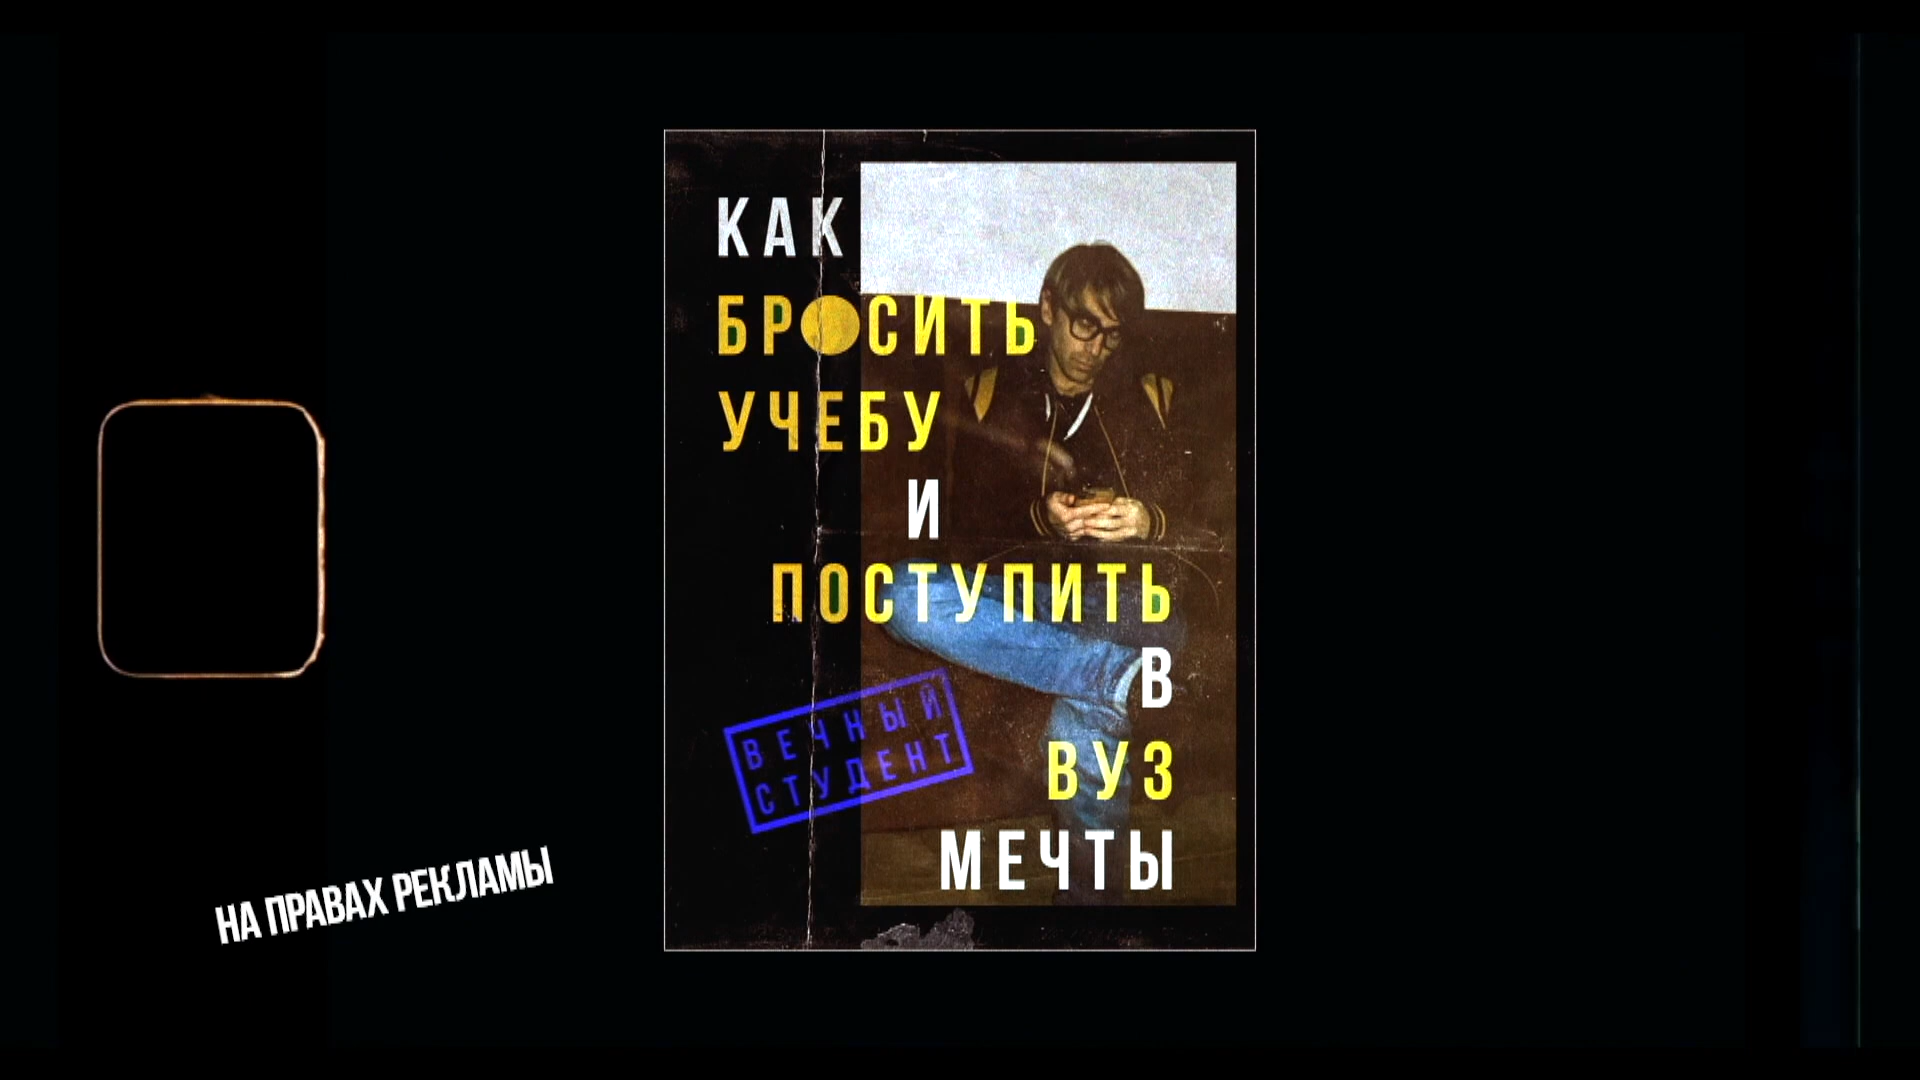 КАК
БРОСИТЬ
УЧЕБУ
И
ПОСТУПИТЬ
В
ВУЗ
МЕЧТЫ
ВЕЧНЫЙ
СТУДЕНТ
НА ПРАВАХ РЕКЛАМЫ